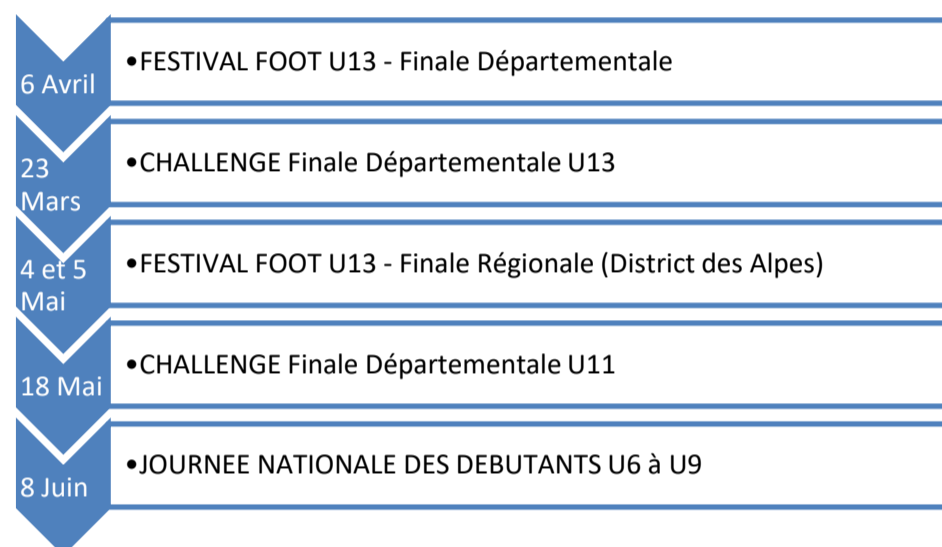 6 Avril
•FESTIVAL FOOT U13 - Finale Départementale
23
Mars
•CHALLENGE Finale Départementale U13
4 et 5
Mai
•FESTIVAL FOOT U13 - Finale Régionale (District des Alpes)
18 Mai
•CHALLENGE Finale Départementale U11
8 Juin
•JOURNEE NATIONALE DES DEBUTANTS U6 à U9